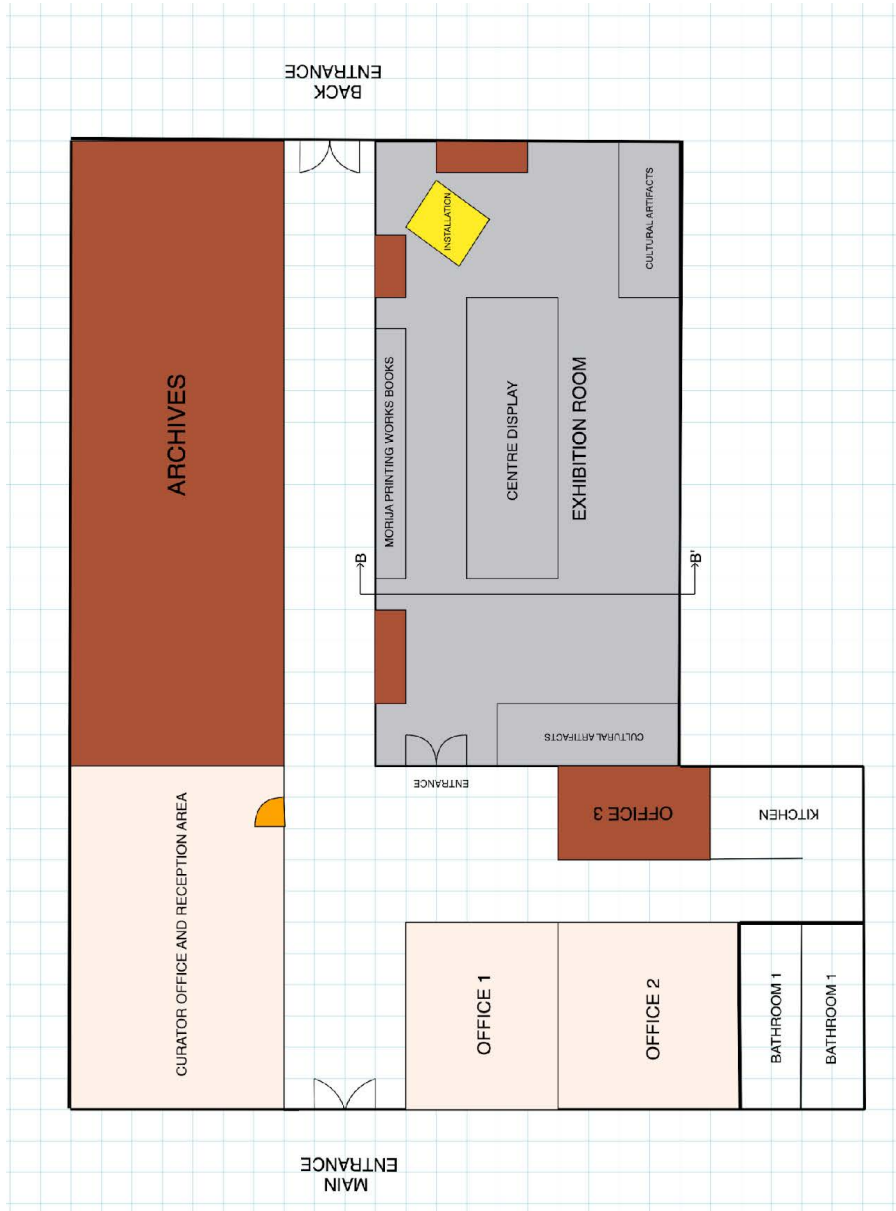 BACK
ENTRANCE
ARCHIVES
INSTALLATION
CULTURAL ARTIFACTS
MORIJA PRINTING WORKS BOOKS
CENTRE DISPLAY
EXHIBITION ROOM
B
B'
CULTURAL ARTIFACTS
ENTRANCE
CURATOR OFFICE AND RECEPTION AREA
OFFICE 3
KITCHEN
OFFICE 1
OFFICE 2
BATHROOM 1
BATHROOM 1
MAIN
ENTRANCE